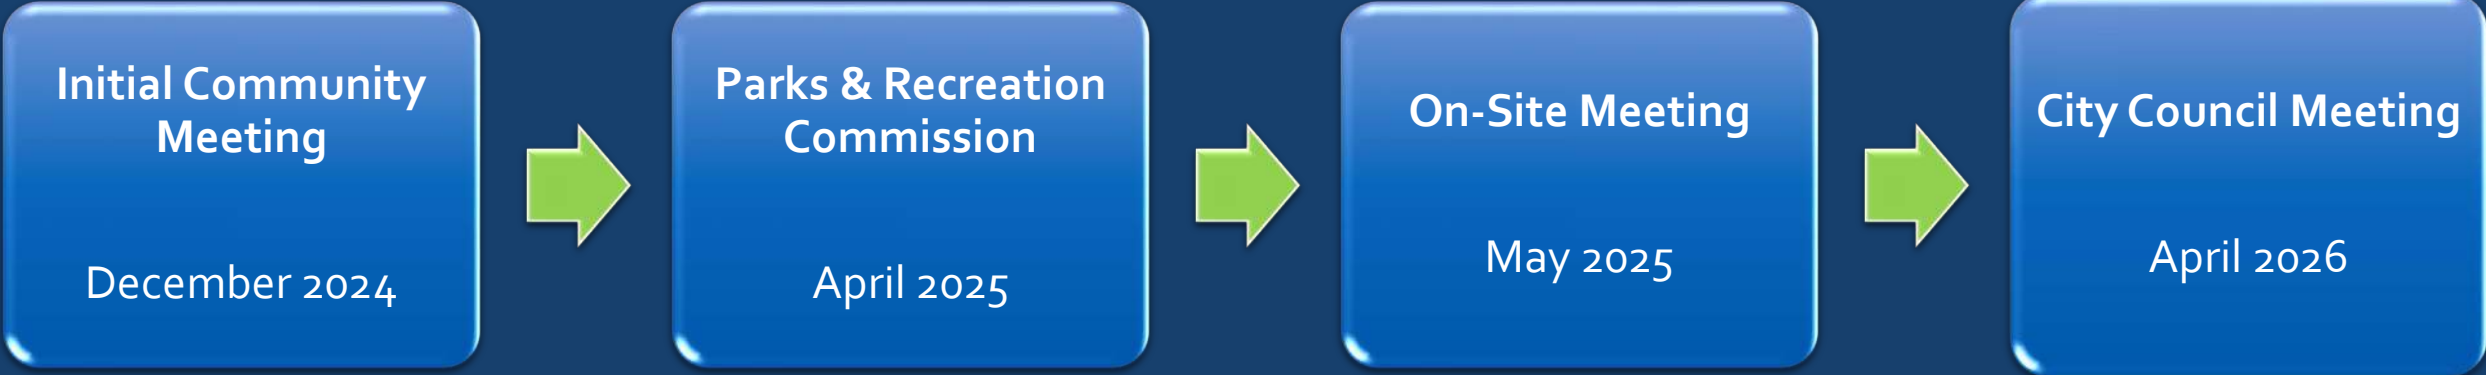 Initial Community
Meeting
December 2024
Parks & Recreation
Commission
April 2025
On-Site Meeting
May 2025
City Council Meeting
April 2026